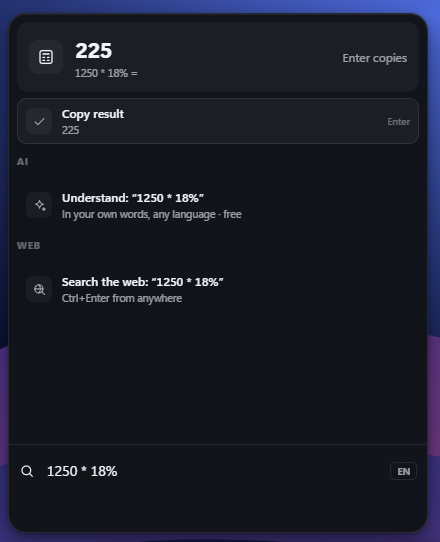 225
1250 * 18% =
Enter copies
Copy result
225
Enter
AI
Understand: “1250 * 18%”
In your own words, any language · free
WEB
Search the web: “1250 * 18%”
Ctrl+Enter from anywhere
1250 * 18%
EN